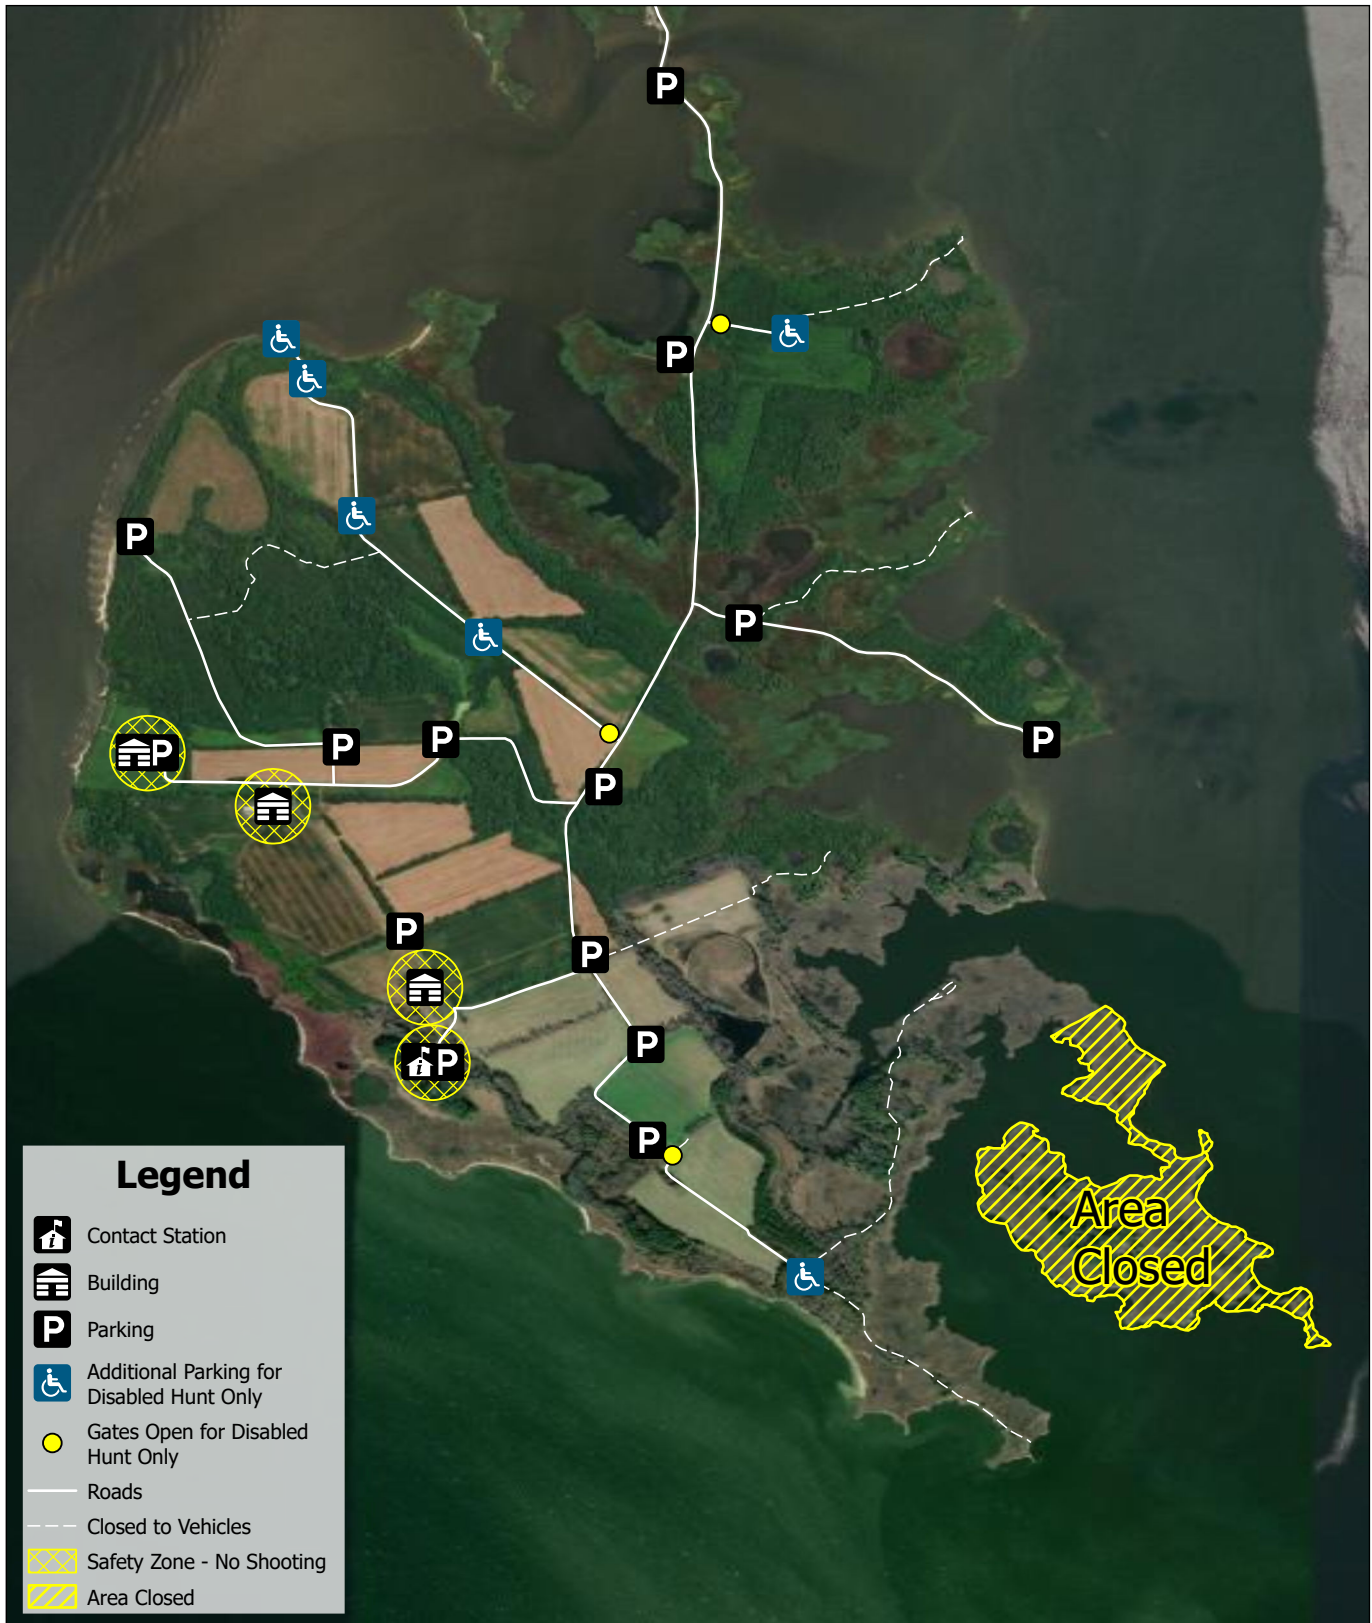 P
P
P
P
P
P
P
P
P
P
P
P
P
i P
P
P
Area
Closed
Legend
i Contact Station
Building
P Parking
Additional Parking for
Disabled Hunt Only
Gates Open for Disabled
Hunt Only
Roads
Closed to Vehicles
Safety Zone - No Shooting
Area Closed